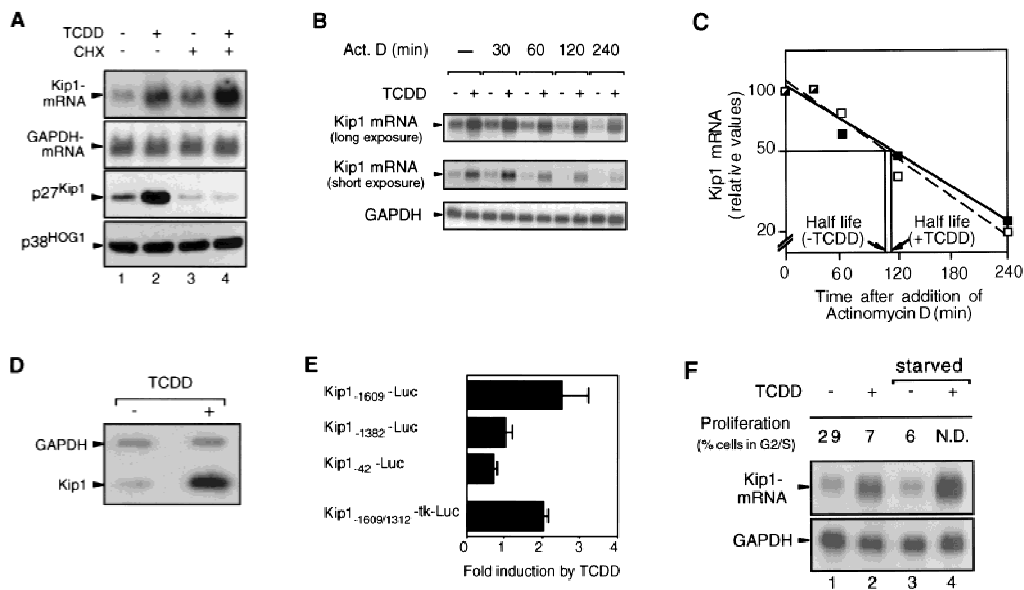 A
TCDD - + - +
CHX - - + +
Kip1-
mRNA
GAPDH-
mRNA
p27Kip1
p38HOG1
1 2 3 4
B
Act. D (min) — 30 60 120 240
TCDD - + - + - + - + - +
Kip1 mRNA
(long exposure)
Kip1 mRNA
(short exposure)
GAPDH
C
Kip1 mRNA
(relative values)
100
50
20
Half life
(-TCDD)
Half life
(+TCDD)
0 60 120 180 240
Time after addition of
Actinomycin D (min)
D
TCDD
- +
GAPDH
Kip1
E
Kip1-1609-Luc
Kip1-1382-Luc
Kip1-42-Luc
Kip1-1609/1312-tk-Luc
0 1 2 3 4
Fold induction by TCDD
F
starved
TCDD - + - +
Proliferation
(% cells in G2/S)
29 7 6 N.D.
Kip1-
mRNA
GAPDH
1 2 3 4